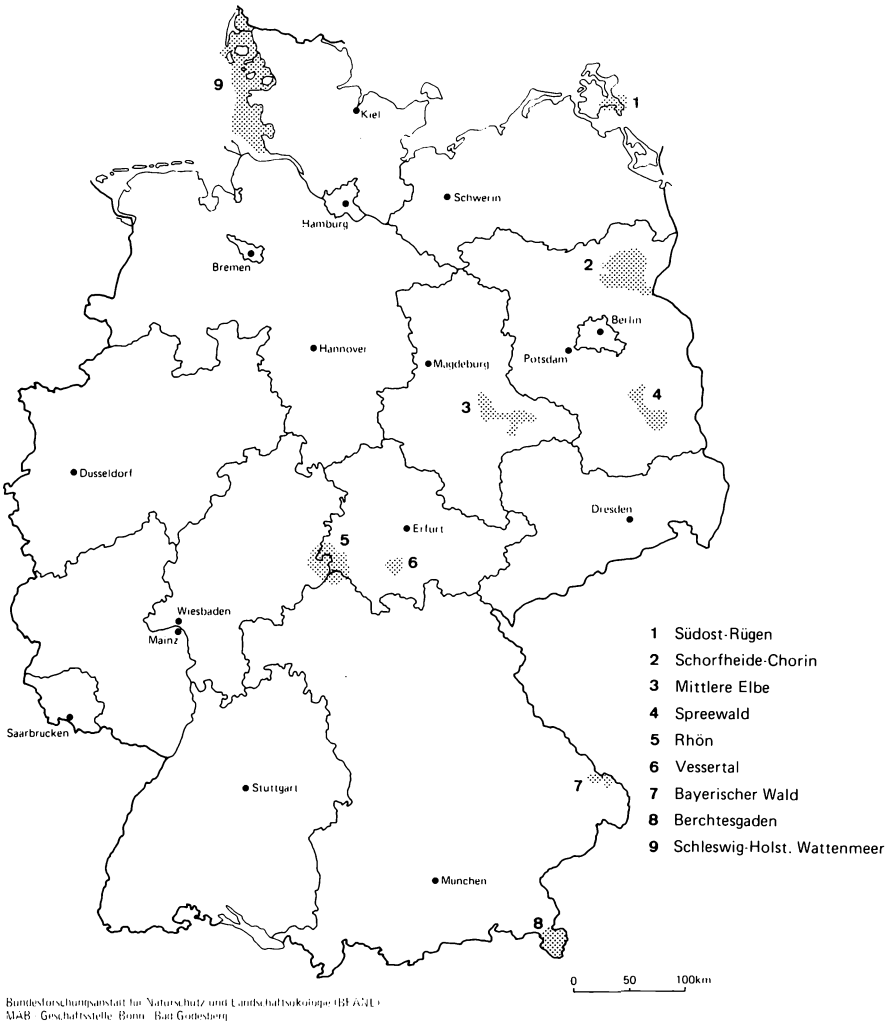 9
1
Kiel
Schwerin
Hamburg
2
Bremen
Berlin
Hannover
Potsdam
Magdeburg
3
4
Dusseldorf
Dresden
5
Erfurt
6
Wiesbaden
Mainz
1 Südost-Rügen
2 Schorfheide-Chorin
3 Mittlere Elbe
4 Spreewald
5 Rhön
6 Vessertal
7 Bayerischer Wald
8 Berchtesgaden
9 Schleswig-Holst. Wattenmeer
Saarbrucken
7
Stuttgart
Munchen
8
0 50 100km
Bundesforschungsanstalt für Naturschutz und Landschaftsökologie (BFANL)
MAB - Geschaftsstelle Bonn - Bad Godesberg